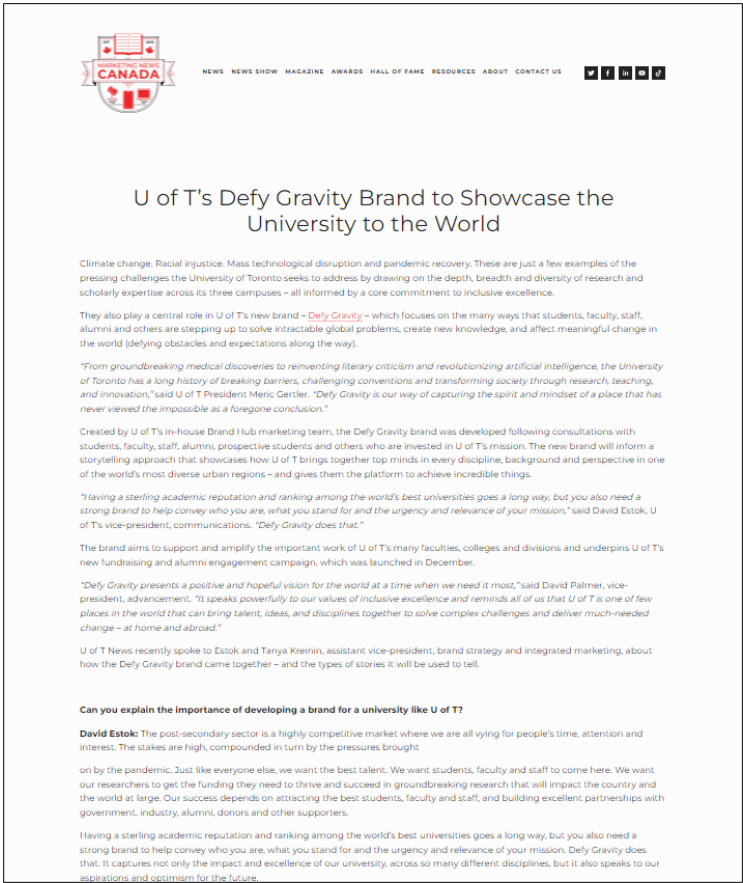 MARKETING NEWS
CANADA
NEWS NEWS SHOW MAGAZINE AWARDS HALL OF FAME RESOURCES ABOUT CONTACT US
U of T’s Defy Gravity Brand to Showcase the
University to the World
Climate change. Racial injustice. Mass technological disruption and pandemic recovery. These are just a few examples of the
pressing challenges the University of Toronto seeks to address by drawing on the depth, breadth and diversity of research and
scholarly expertise across its three campuses – all informed by a core commitment to inclusive excellence.
They also play a central role in U of T’s new brand – Defy Gravity – which focuses on the many ways that students, faculty, staff,
alumni and others are stepping up to solve intractable global problems, create new knowledge, and affect meaningful change in
the world (defying obstacles and expectations along the way).
“From groundbreaking medical discoveries to reinventing literary criticism and revolutionizing artificial intelligence, the University
of Toronto has a long history of breaking barriers, challenging conventions and transforming society through research, teaching,
and innovation,” said U of T President Meric Gertler. “Defy Gravity is our way of capturing the spirit and mindset of a place that has
never viewed the impossible as a foregone conclusion.”
Created by U of T’s in-house Brand Hub marketing team, the Defy Gravity brand was developed following consultations with
students, faculty, staff, alumni, prospective students and others who are invested in U of T’s mission. The new brand will inform a
storytelling approach that showcases how U of T brings together top minds in every discipline, background and perspective in one
of the world’s most diverse urban regions – and gives them the platform to achieve incredible things.
“Having a sterling academic reputation and ranking among the world’s best universities goes a long way, but you also need a
strong brand to help convey who you are, what you stand for and the urgency and relevance of your mission,” said David Estok, U
of T’s vice-president, communications. “Defy Gravity does that.”
The brand aims to support and amplify the important work of U of T’s many faculties, colleges and divisions and underpins U of T’s
new fundraising and alumni engagement campaign, which was launched in December.
“Defy Gravity presents a positive and hopeful vision for the world at a time when we need it most,” said David Palmer, vice-
president, advancement. “It speaks powerfully to our values of inclusive excellence and reminds all of us that U of T is one of few
places in the world that can bring talent, ideas, and disciplines together to solve complex challenges and deliver much-needed
change – at home and abroad.”
U of T News recently spoke to Estok and Tanya Kreinin, assistant vice-president, brand strategy and integrated marketing, about
how the Defy Gravity brand came together – and the types of stories it will be used to tell.
Can you explain the importance of developing a brand for a university like U of T?
David Estok: The post-secondary sector is a highly competitive market where we are all vying for people’s time, attention and
interest. The stakes are high, compounded in turn by the pressures brought
on by the pandemic. Just like everyone else, we want the best talent. We want students, faculty and staff to come here. We want
our researchers to get the funding they need to thrive and succeed in groundbreaking research that will impact the country and
the world at large. Our success depends on attracting the best students, faculty and staff, and building excellent partnerships with
government, industry, alumni, donors and other supporters.
Having a sterling academic reputation and ranking among the world’s best universities goes a long way, but you also need a
strong brand to help convey who you are, what you stand for and the urgency and relevance of your mission. Defy Gravity does
that. It captures not only the impact and excellence of our university, across so many different disciplines, but it also speaks to our
aspirations and optimism for the future.